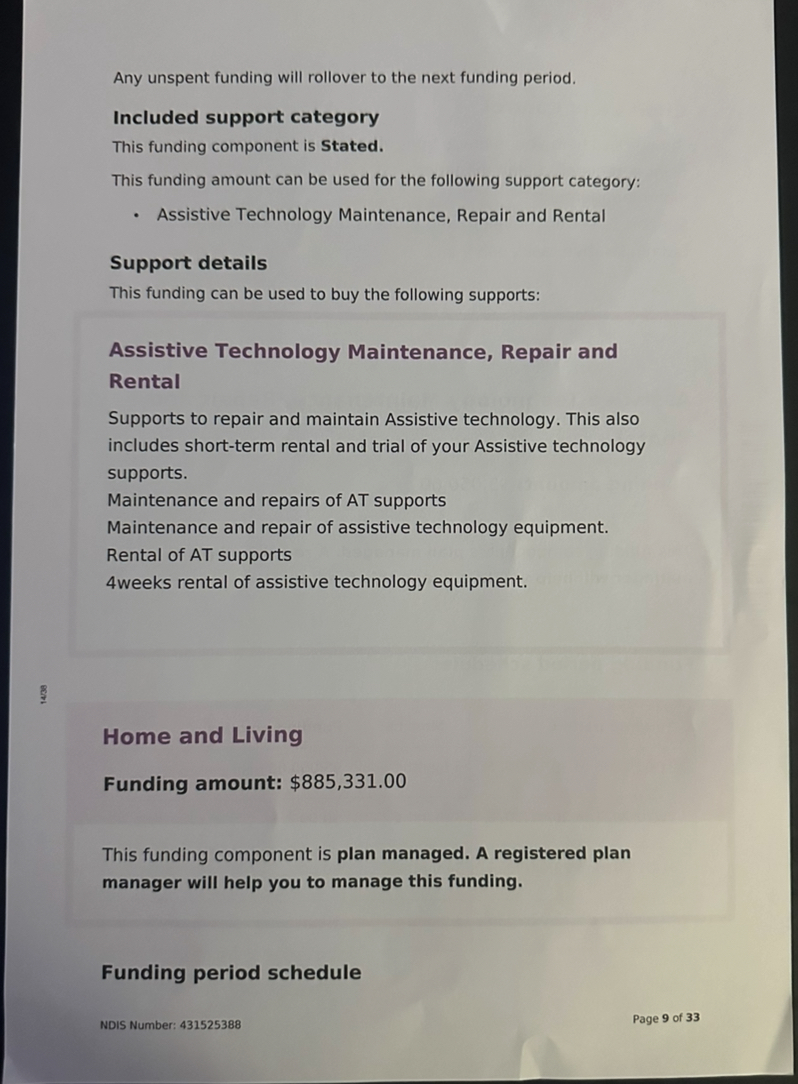 Any unspent funding will rollover to the next funding period.
Included support category
This funding component is Stated.
This funding amount can be used for the following support category:
• Assistive Technology Maintenance, Repair and Rental
Support details
This funding can be used to buy the following supports:
Assistive Technology Maintenance, Repair and
Rental
Supports to repair and maintain Assistive technology. This also
includes short-term rental and trial of your Assistive technology
supports.
Maintenance and repairs of AT supports
Maintenance and repair of assistive technology equipment.
Rental of AT supports
4weeks rental of assistive technology equipment.
14/38
Home and Living
Funding amount: $885,331.00
This funding component is plan managed. A registered plan
manager will help you to manage this funding.
Funding period schedule
NDIS Number: 431525388
Page 9 of 33